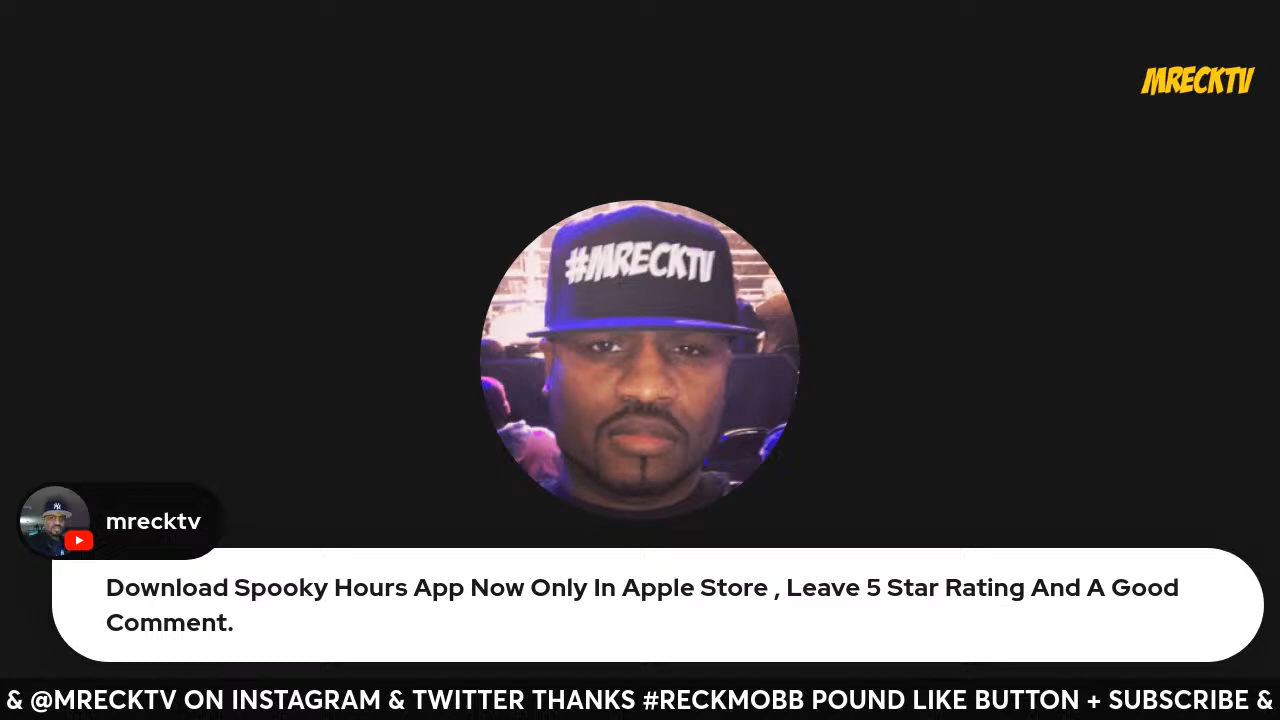 MRECKTV
#MRECKTV
mrecktv
Download Spooky Hours App Now Only In Apple Store , Leave 5 Star Rating And A Good
Comment.
& @MRECKTV ON INSTAGRAM & TWITTER THANKS #RECKMOBB POUND LIKE BUTTON + SUBSCRIBE &